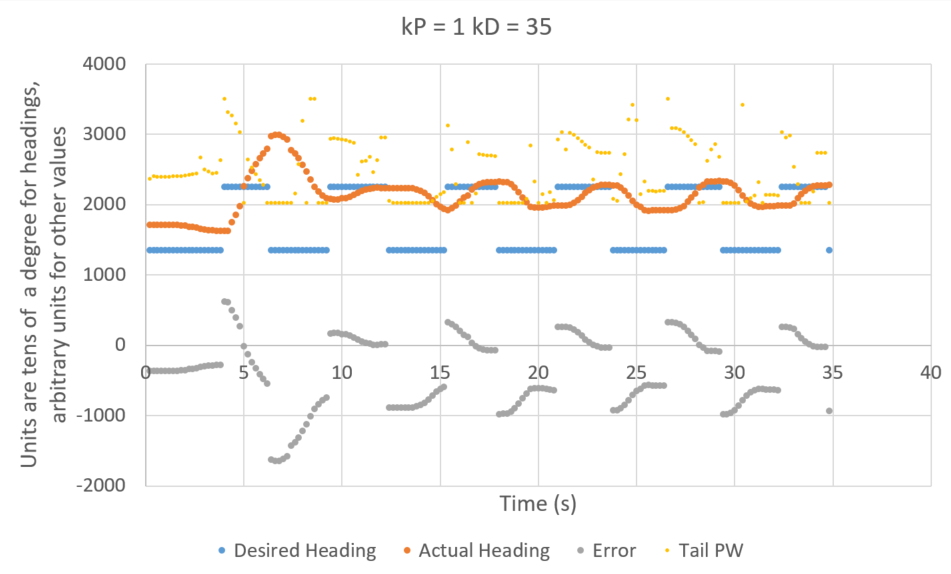 kP = 1 kD = 35
Units are tens of a degree for headings,
arbitrary units for other values
4000
3000
2000
1000
0
-1000
-2000
0 5 10 15 20 25 30 35 40
Time (s)
Desired Heading Actual Heading Error Tail PW